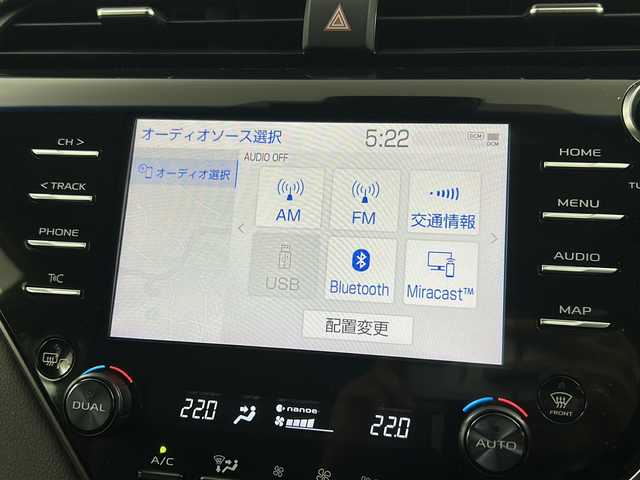 CH >
< TRACK
PHONE
オーディオソース選択
5:22
DCM
DCM
AUDIO OFF
オーディオ選択
AM
FM
交通情報
USB
Bluetooth
Miracast™
配置変更
HOME
MENU
AUDIO
MAP
DUAL
22.0
nanoe
22.0
AUTO
FRONT
A/C